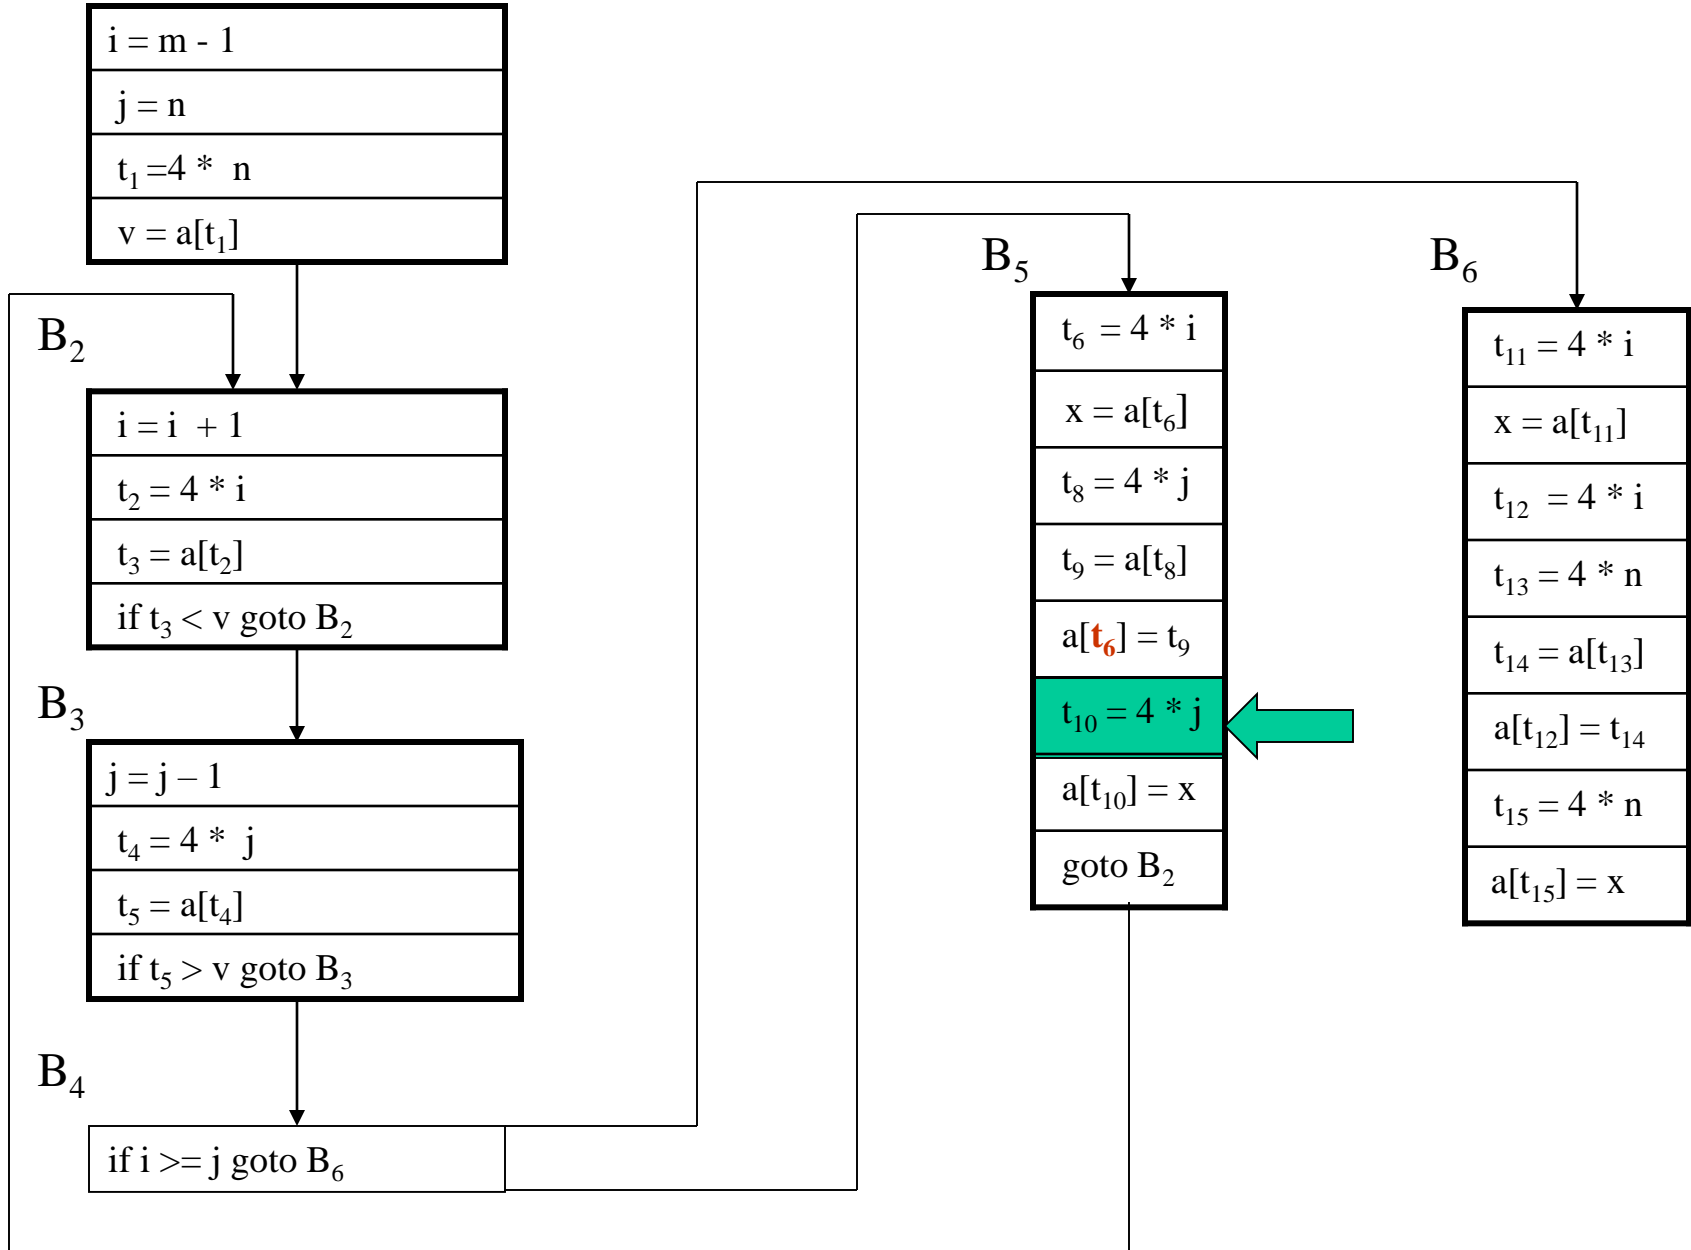 i = m - 1
j = n
t₁ =4 * n
v = a[t₁]
B₂
i = i + 1
t₂ = 4 * i
t₃ = a[t₂]
if t₃ < v goto B₂
B₃
j = j – 1
t₄ = 4 * j
t₅ = a[t₄]
if t₅ > v goto B₃
B₄
if i >= j goto B₆
B₅
t₆ = 4 * i
x = a[t₆]
t₈ = 4 * j
t₉ = a[t₈]
a[t₆] = t₉
t₁₀ = 4 * j
a[t₁₀] = x
goto B₂
B₆
t₁₁ = 4 * i
x = a[t₁₁]
t₁₂ = 4 * i
t₁₃ = 4 * n
t₁₄ = a[t₁₃]
a[t₁₂] = t₁₄
t₁₅ = 4 * n
a[t₁₅] = x